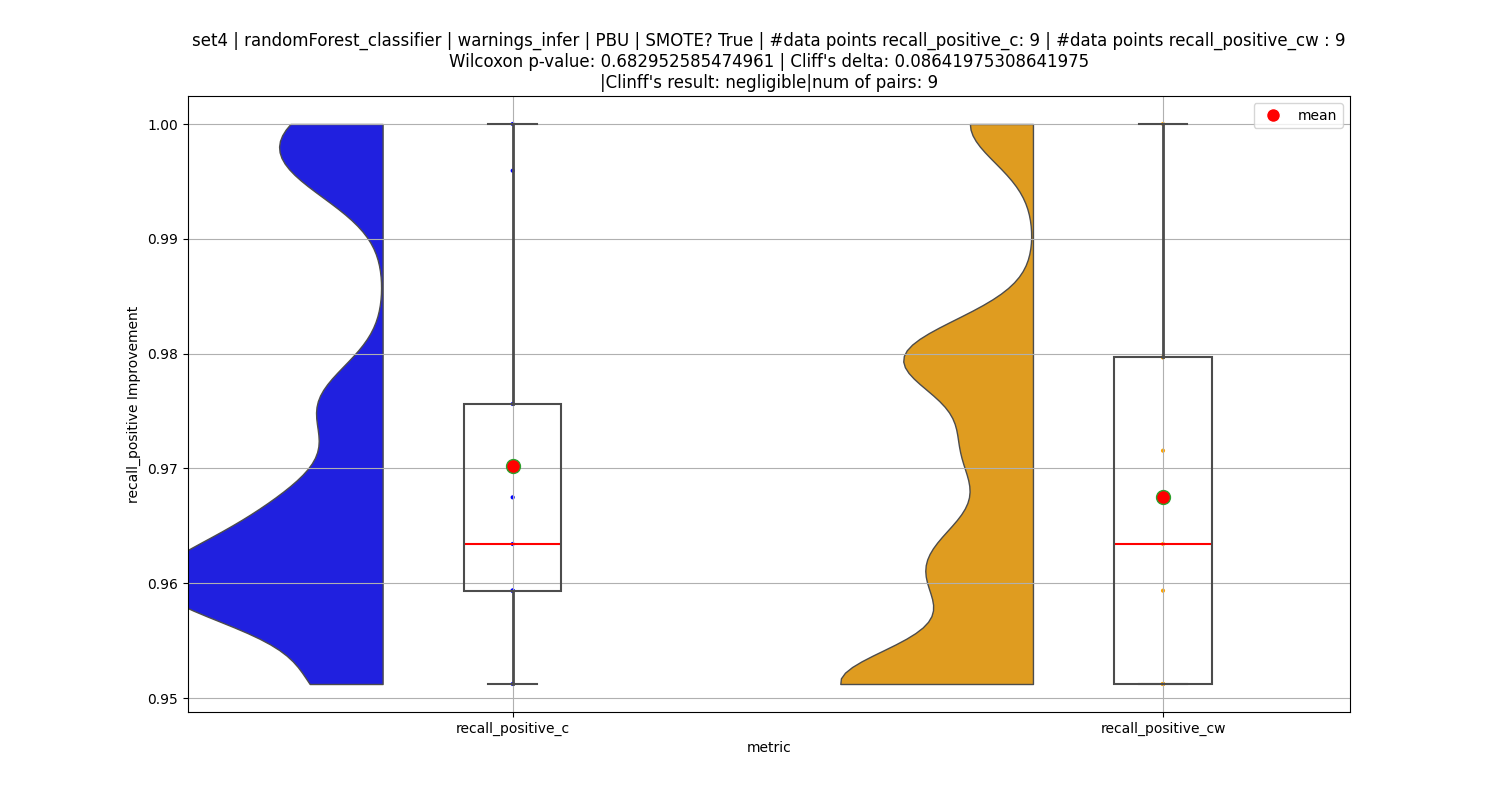 set4 | randomForest_classifier | warnings_infer | PBU | SMOTE? True | #data points recall_positive_c: 9 | #data points recall_positive_cw : 9
Wilcoxon p-value: 0.682952585474961 | Cliff's delta: 0.08641975308641975
|Clinff's result: negligible|num of pairs: 9
mean
1.00
0.99
0.98
0.97
0.96
0.95
recall_positive Improvement
recall_positive_c
recall_positive_cw
metric